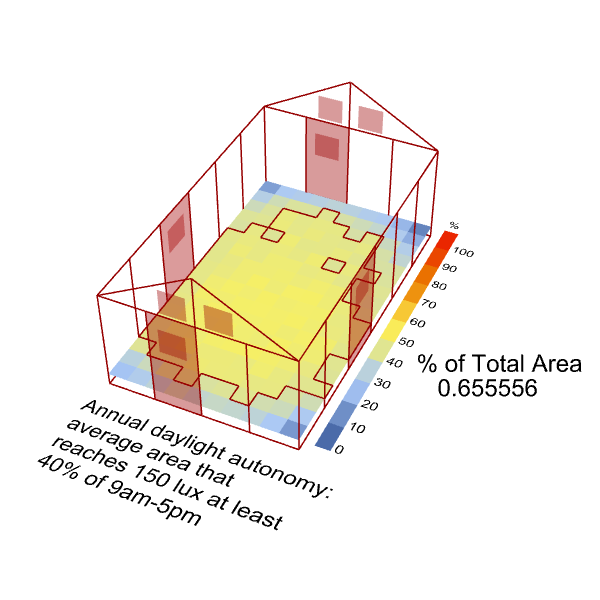 %
100
90
80
70
60
50
40
30
20
10
0
% of Total Area
0.655556
Annual daylight autonomy:
average area that
reaches 150 lux at least
40% of 9am-5pm